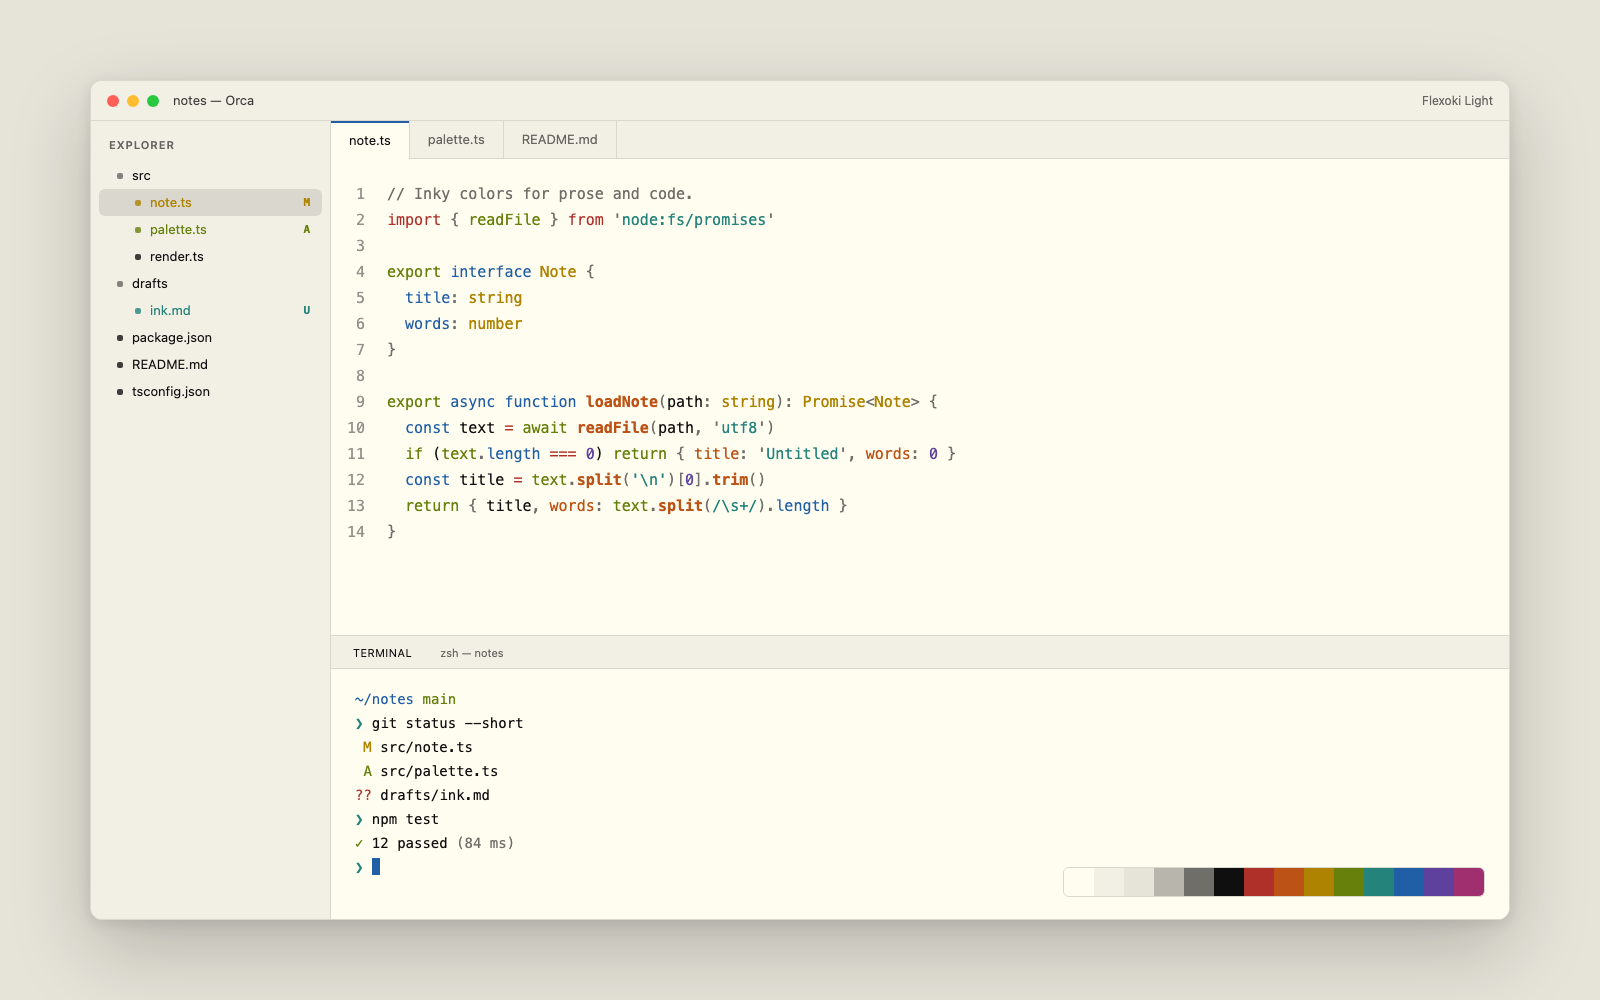 notes — Orca
Flexoki Light
EXPLORER
src
note.ts M
palette.ts A
render.ts
drafts
ink.md U
package.json
README.md
tsconfig.json
note.ts palette.ts README.md
1 // Inky colors for prose and code.
2 import { readFile } from 'node:fs/promises'
3
4 export interface Note {
5   title: string
6   words: number
7 }
8
9 export async function loadNote(path: string): Promise<Note> {
10   const text = await readFile(path, 'utf8')
11   if (text.length === 0) return { title: 'Untitled', words: 0 }
12   const title = text.split('\n')[0].trim()
13   return { title, words: text.split(/\s+/).length }
14 }
TERMINAL zsh — notes
~/notes main
❯ git status --short
 M src/note.ts
 A src/palette.ts
?? drafts/ink.md
❯ npm test
✓ 12 passed (84 ms)
❯